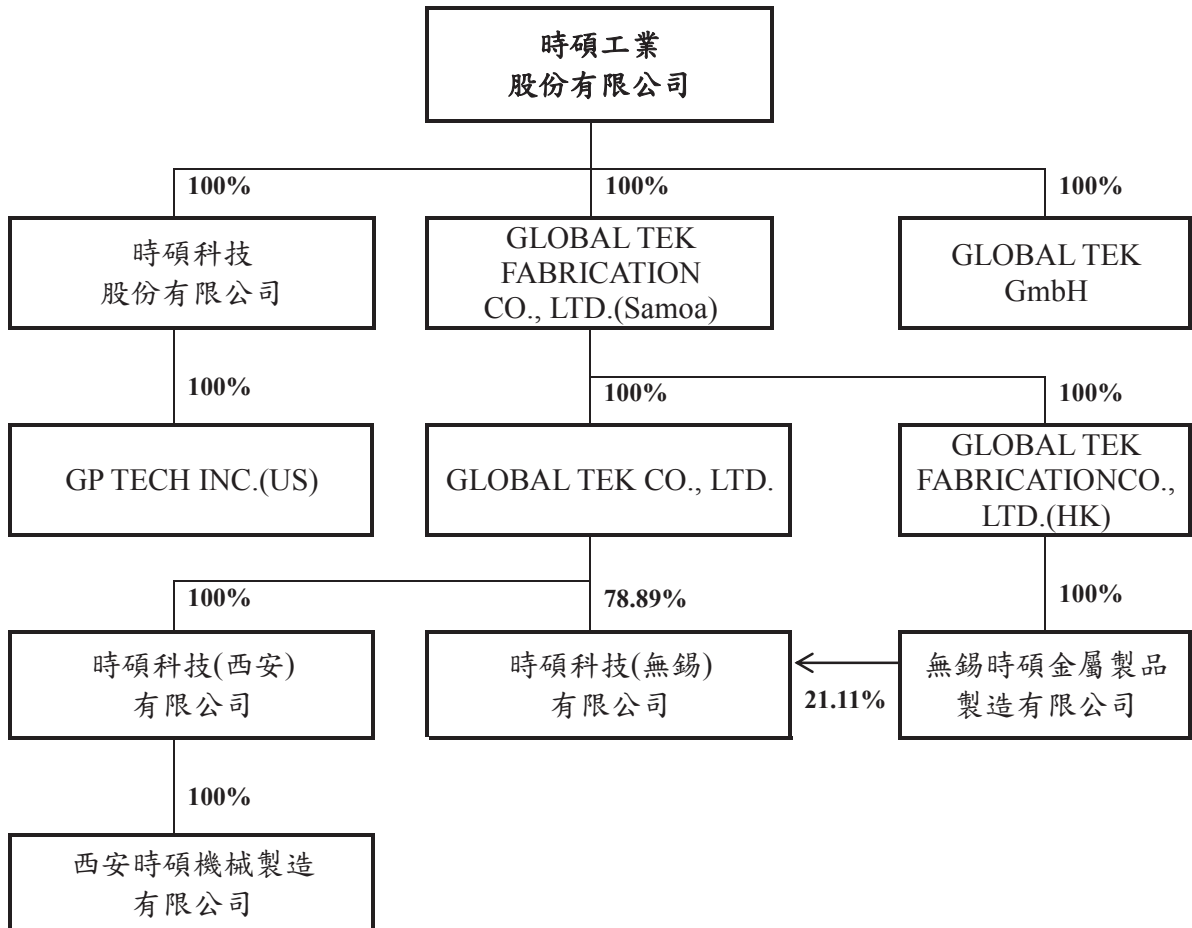 時碩工業
股份有限公司
100%
100%
100%
時碩科技
股份有限公司
GLOBAL TEK
FABRICATION
CO., LTD.(Samoa)
GLOBAL TEK
GmbH
100%
100%
100%
GP TECH INC.(US)
GLOBAL TEK CO., LTD.
GLOBAL TEK
FABRICATIONCO.,
LTD.(HK)
100%
78.89%
100%
時碩科技(西安)
有限公司
時碩科技(無錫)
有限公司
21.11%
無錫時碩金屬製品
製造有限公司
100%
西安時碩機械製造
有限公司